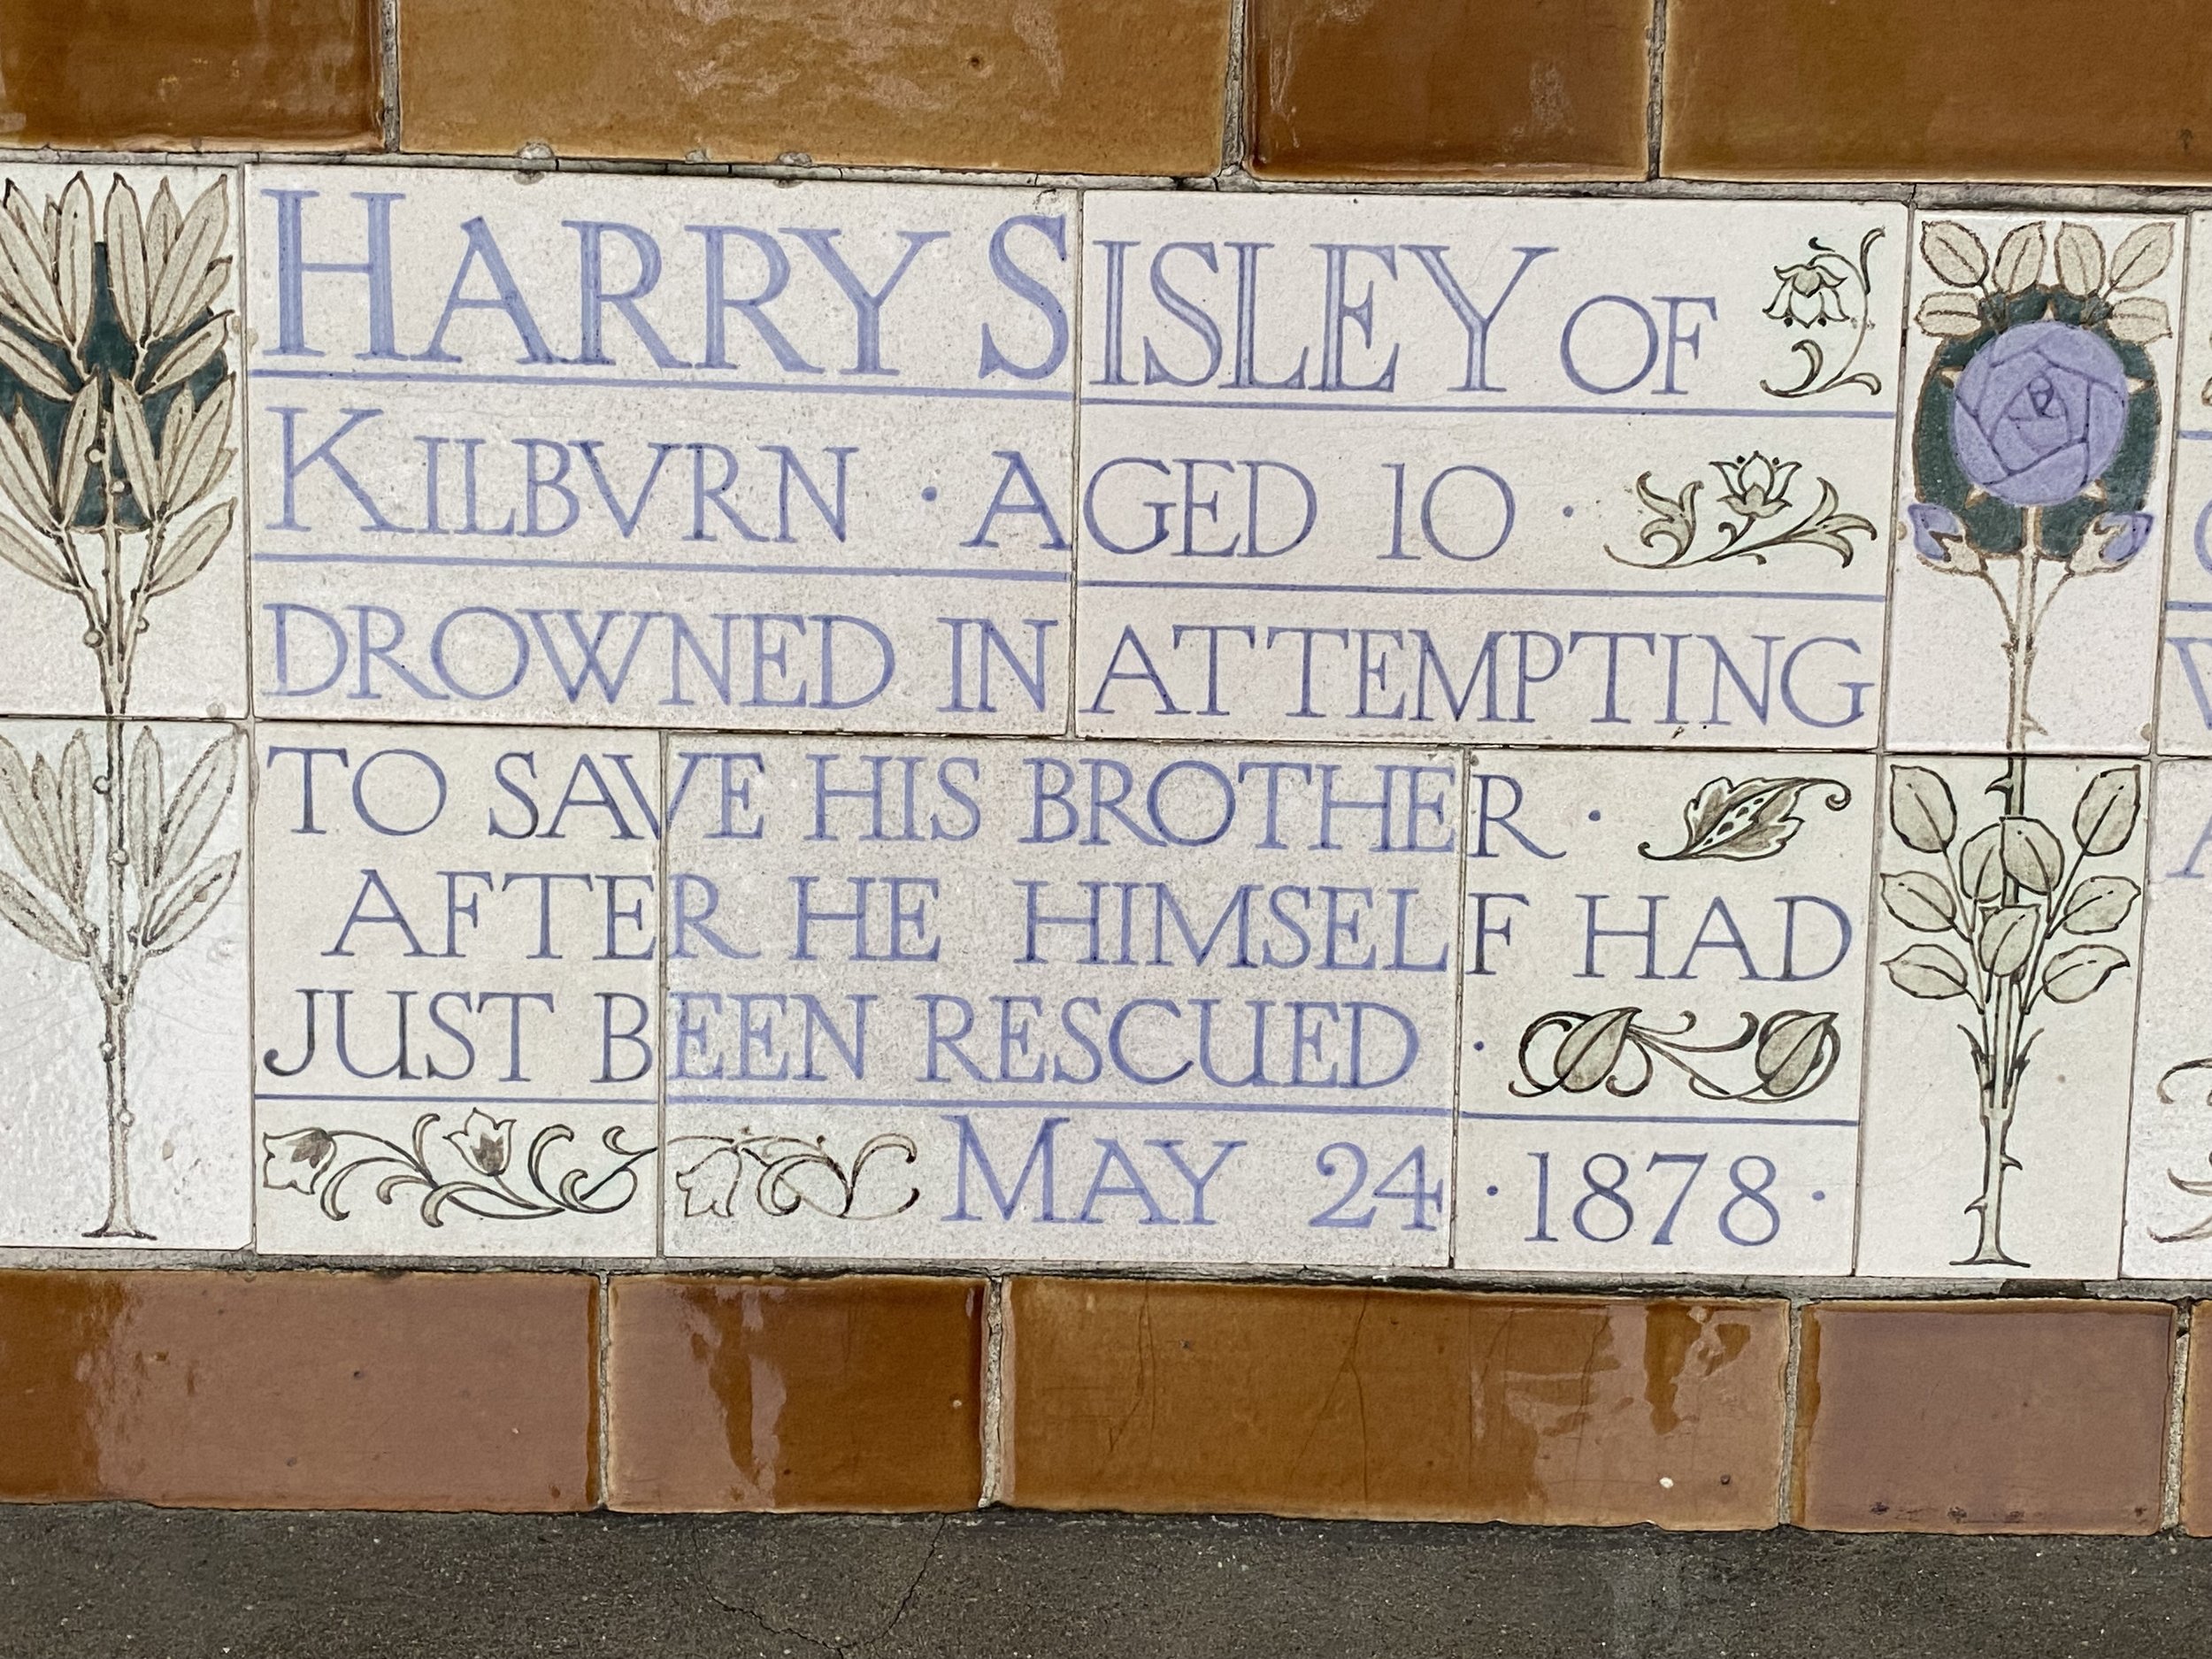 HARRY SISLEY OF
KILBVRN · AGED 10 ·
DROWNED IN ATTEMPTING
TO SAVE HIS BROTHER ·
AFTER HE HIMSELF HAD
JUST BEEN RESCUED ·
MAY 24 · 1878 ·